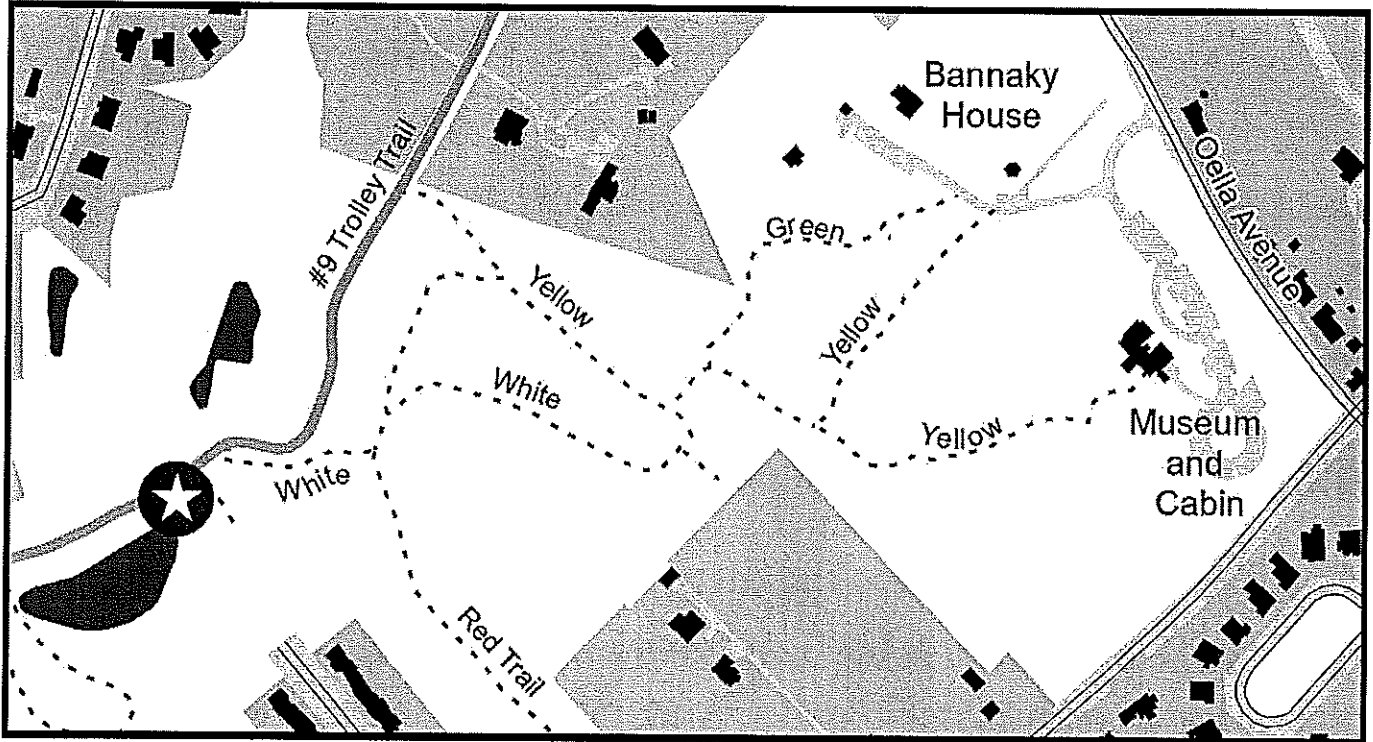 Bannaky
House
#9 Trolley Trail
Oella Avenue
Green
Yellow
Yellow
White
Yellow
Museum
and
Cabin
White
Red Trail